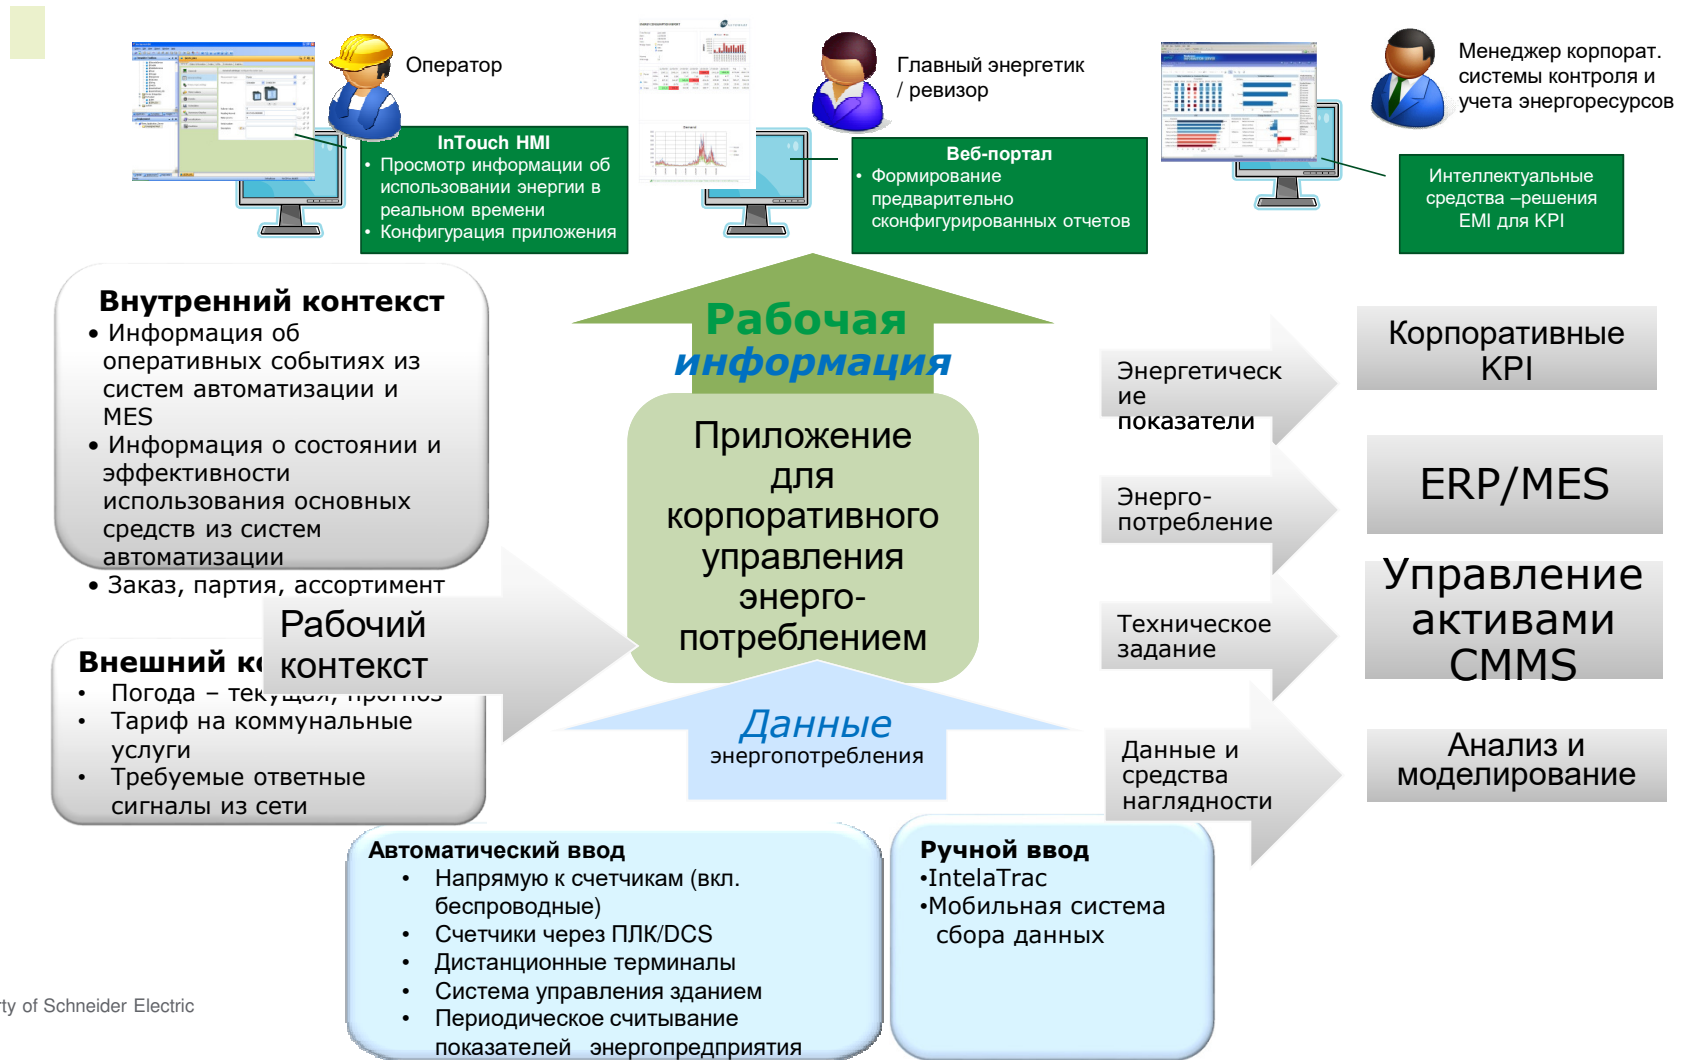 Оператор
Главный энергетик
/ ревизор
Менеджер корпорат.
системы контроля и
учета энергоресурсов
InTouch HMI
• Просмотр информации об
использовании энергии в
реальном времени
• Конфигурация приложения
Веб-портал
• Формирование
предварительно
сконфигурированных отчетов
Интеллектуальные
средства –решения
EMI для KPI
Внутренний контекст
• Информация об
оперативных событиях из
систем автоматизации и
MES
• Информация о состоянии и
эффективности
использования основных
средств из систем
автоматизации
• Заказ, партия, ассортимент
Рабочий
контекст
Внешний
• Погода – текущая, прогноз
• Тариф на коммунальные
услуги
• Требуемые ответные
сигналы из сети
Рабочая
информация
Приложение
для
корпоративного
управления
энерго-
потреблением
Данные
энергопотребления
Энергетическ
ие
показатели
Корпоративные
KPI
Энерго-
потребление
ERP/MES
Техническое
задание
Управление
активами
CMMS
Данные и
средства
наглядности
Анализ и
моделирование
Автоматический ввод
• Напрямую к счетчикам (вкл.
беспроводные)
• Счетчики через ПЛК/DCS
• Дистанционные терминалы
• Система управления зданием
• Периодическое считывание
показателей энергопредприятия
Ручной ввод
•IntelaTrac
•Мобильная система
сбора данных
rty of Schneider Electric